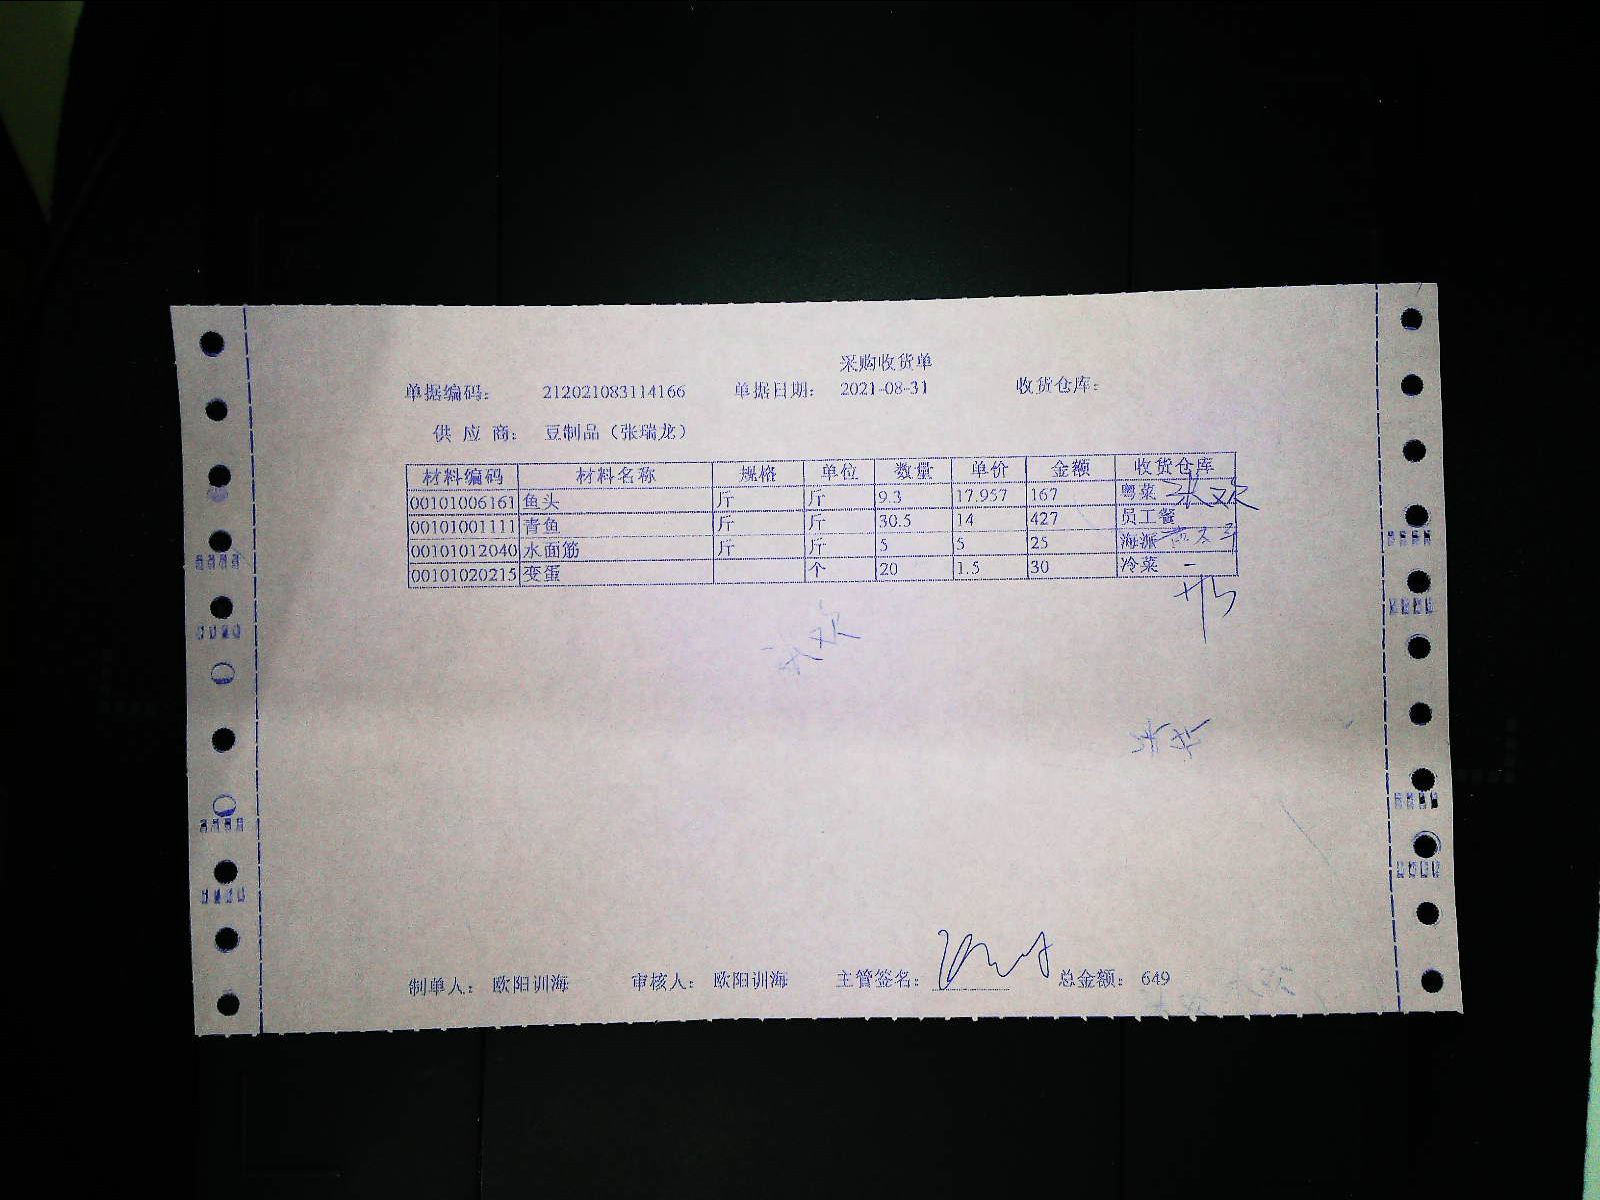 采购收货单
单据编码： 212021083114166 单据日期： 2021-08-31 收货仓库：
供 应 商： 豆制品（张瑞龙）
材料编码 材料名称 规格 单位 数量 单价 金额 收货仓库
00101006161 鱼头 斤 斤 9.3 17.957 167 粤菜
00101001111 青鱼 斤 斤 30.5 14 427 员工餐
00101012040 水面筋 斤 斤 5 5 25 海派
00101020215 变蛋 个 20 1.5 30 冷菜
制单人： 欧阳训海 审核人： 欧阳训海 主管签名： 总金额： 649